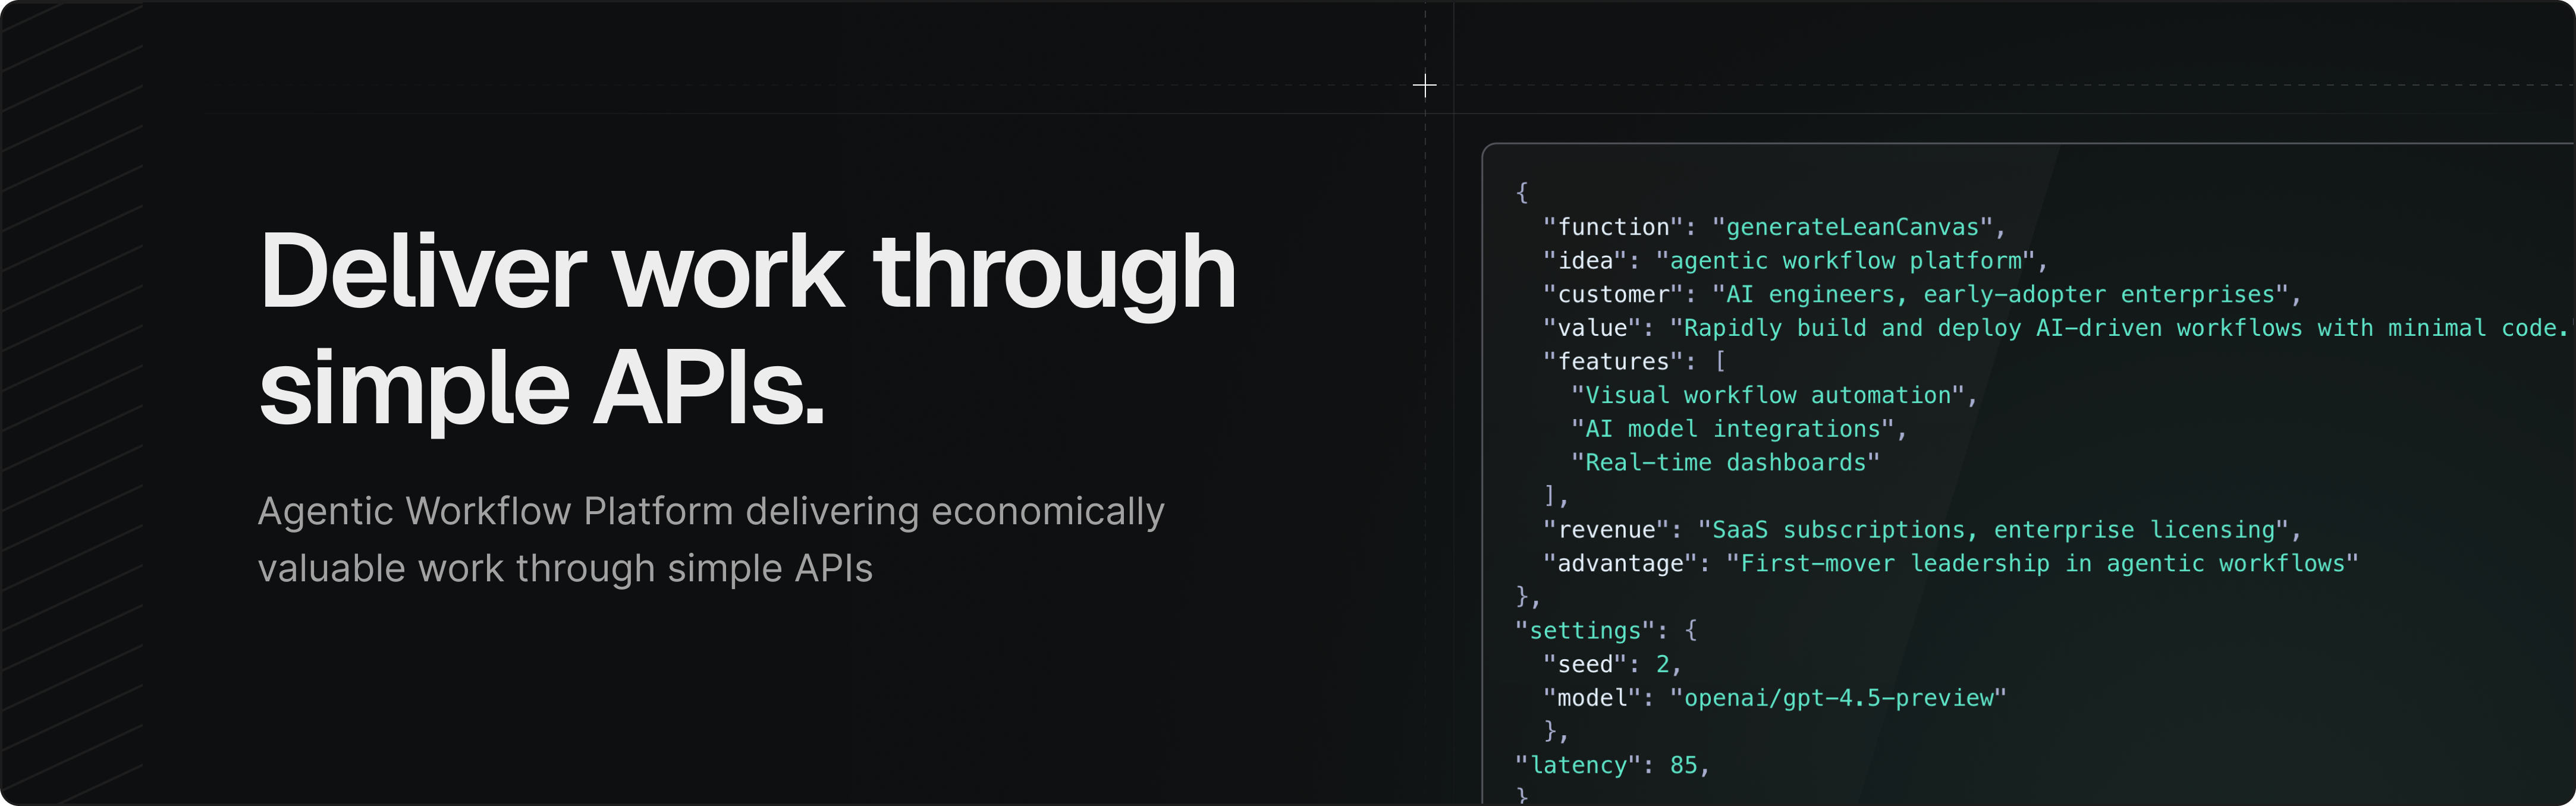 Deliver work through
simple APIs.
Agentic Workflow Platform delivering economically
valuable work through simple APIs
{
  "function": "generateLeanCanvas",
  "idea": "agentic workflow platform",
  "customer": "AI engineers, early-adopter enterprises",
  "value": "Rapidly build and deploy AI-driven workflows with minimal code.
  "features": [
    "Visual workflow automation",
    "AI model integrations",
    "Real-time dashboards"
  ],
  "revenue": "SaaS subscriptions, enterprise licensing",
  "advantage": "First-mover leadership in agentic workflows"
},
"settings": {
  "seed": 2,
  "model": "openai/gpt-4.5-preview"
  },
"latency": 85,
}